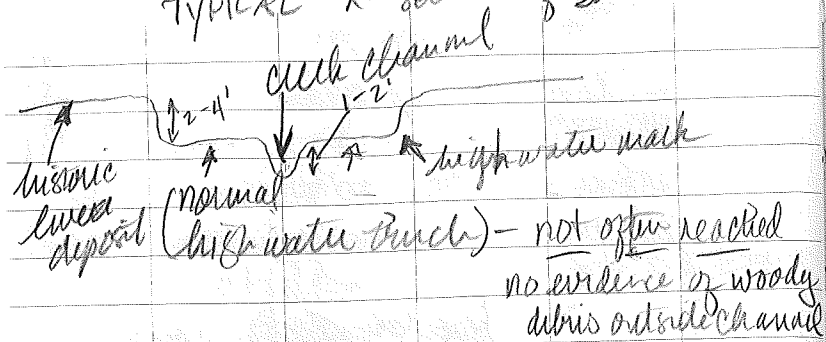 TYPICAL X
creek channel
2-4'
1-2'
high water mark
historic
deposit
(normal
high water bench) - not often reached
no evidence of woody
debris outside channel